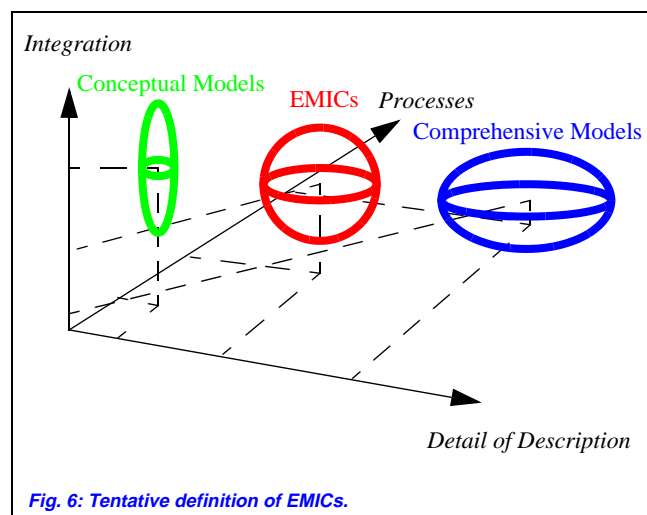 Integration
Conceptual Models
EMICs
Processes
Comprehensive Models
Detail of Description
Fig. 6: Tentative definition of EMICs.